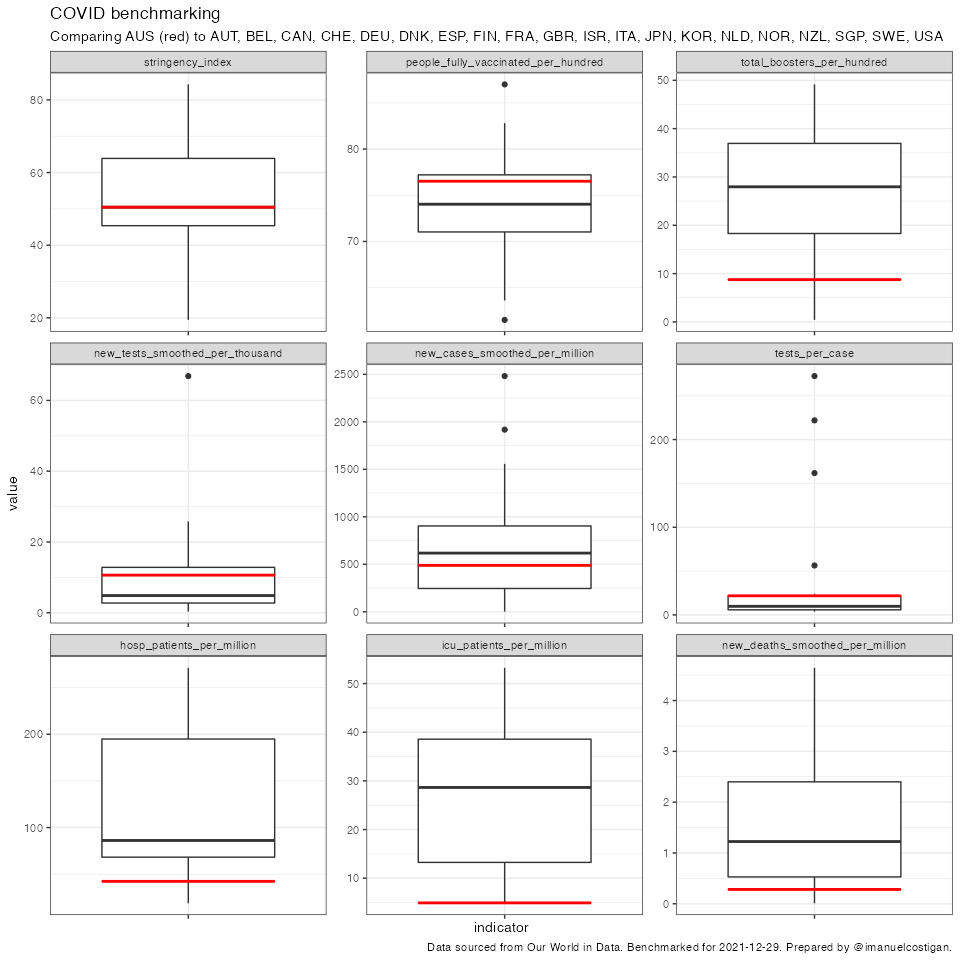 COVID benchmarking
Comparing AUS (red) to AUT, BEL, CAN, CHE, DEU, DNK, ESP, FIN, FRA, GBR, ISR, ITA, JPN, KOR, NLD, NOR, NZL, SGP, SWE, USA
stringency_index
people_fully_vaccinated_per_hundred
total_boosters_per_hundred
80
60
40
20
80
70
50
40
30
20
10
0
new_tests_smoothed_per_thousand
new_cases_smoothed_per_million
tests_per_case
60
40
20
0
2500
2000
1500
1000
500
0
200
100
0
value
hosp_patients_per_million
icu_patients_per_million
new_deaths_smoothed_per_million
200
100
50
40
30
20
10
4
3
2
1
0
indicator
Data sourced from Our World in Data. Benchmarked for 2021-12-29. Prepared by @imanuelcostigan.